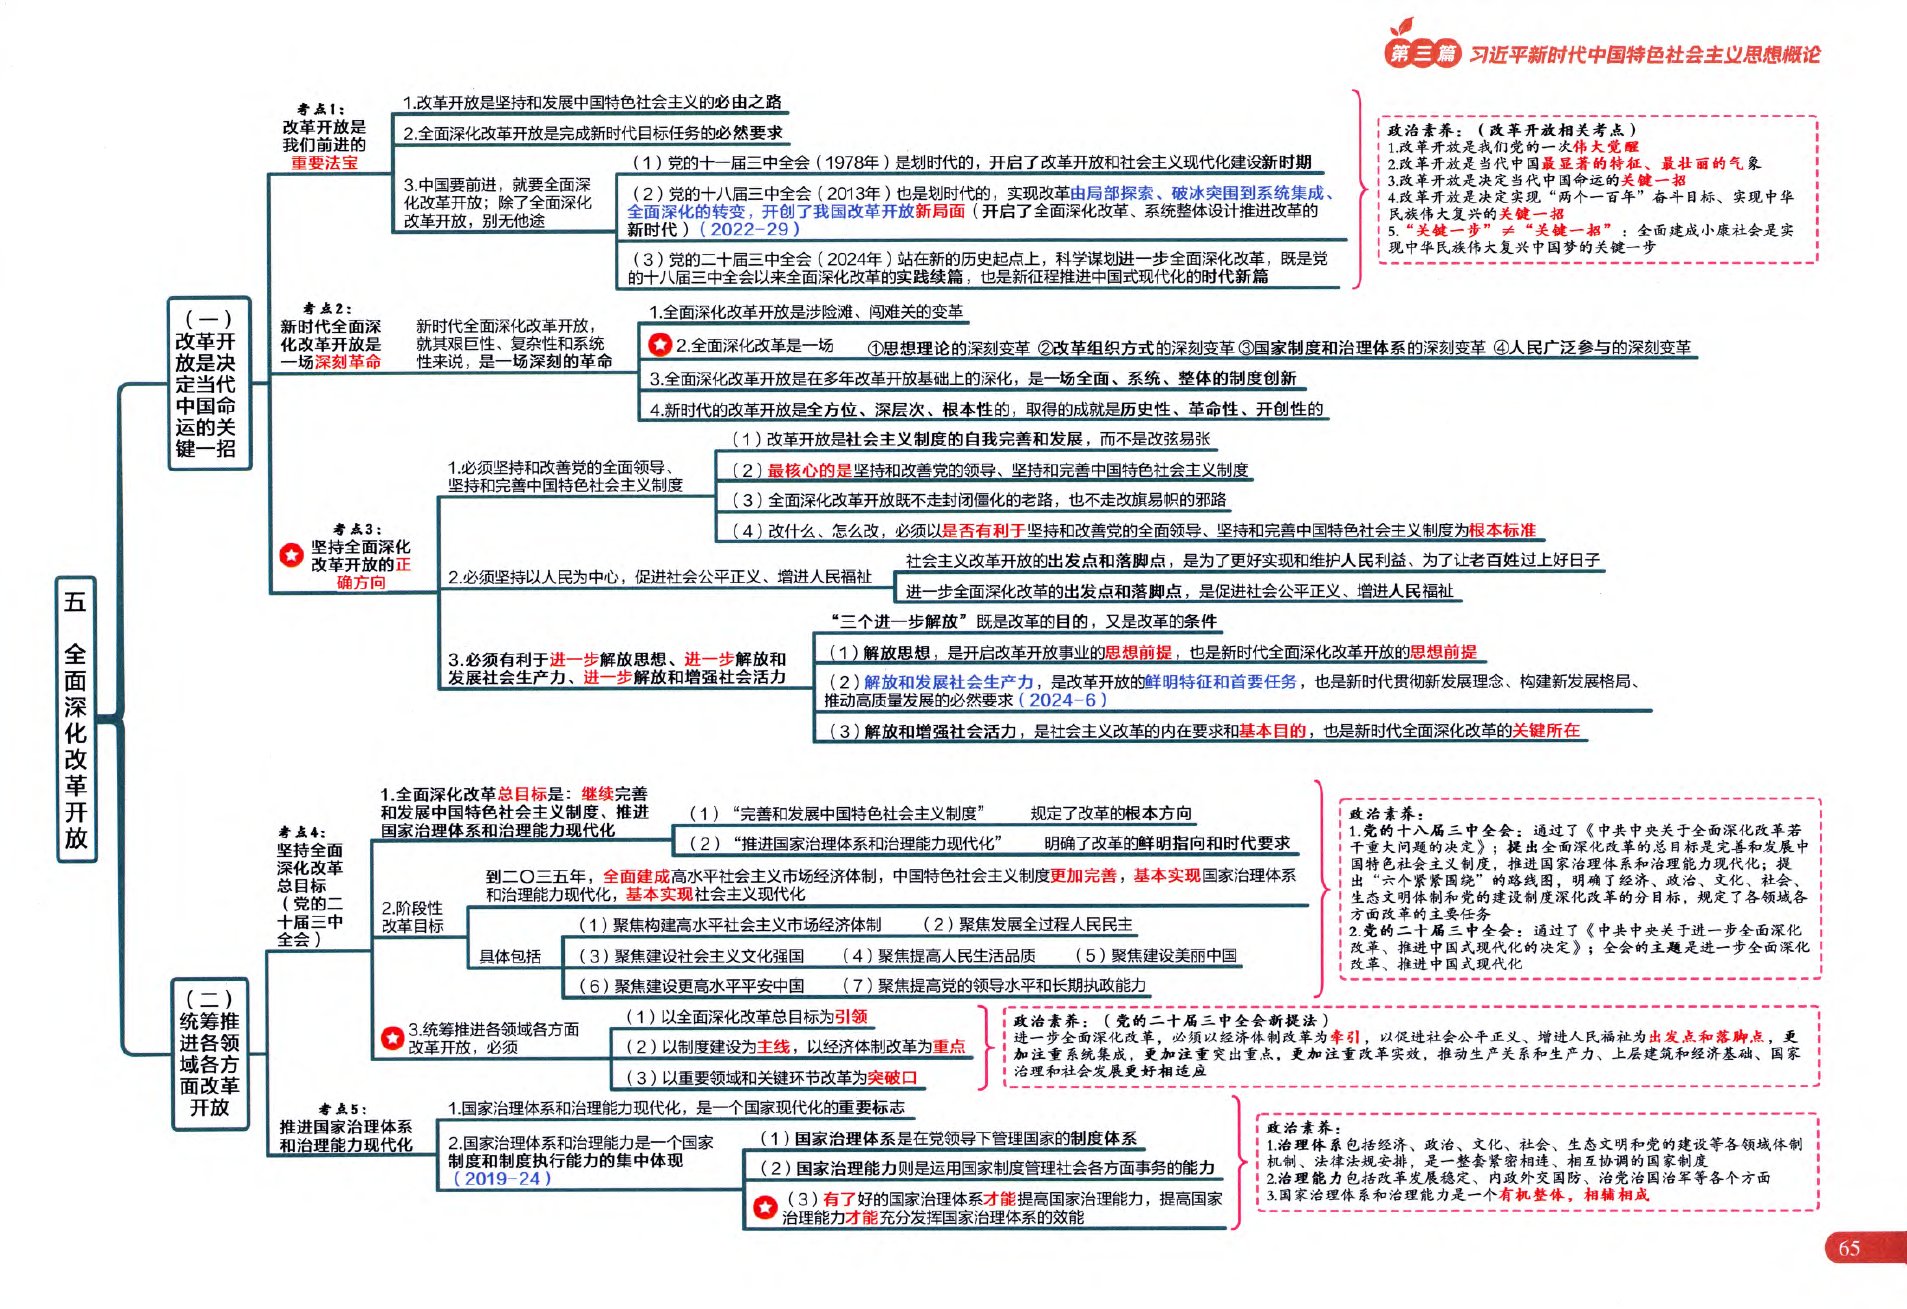 第三篇 习近平新时代中国特色社会主义思想概论
五 全面深化改革开放
（一）
改革开
放是决
定当代
中国命
运的关
键一招
考点1：
改革开放是
我们前进的
重要法宝
1.改革开放是坚持和发展中国特色社会主义的必由之路
2.全面深化改革开放是完成新时代目标任务的必然要求
3.中国要前进，就要全面深
化改革开放；除了全面深化
改革开放，别无他途
（1）党的十一届三中全会（1978年）是划时代的，开启了改革开放和社会主义现代化建设新时期
（2）党的十八届三中全会（2013年）也是划时代的，实现改革由局部探索、破冰突围到系统集成、
全面深化的转变，开创了我国改革开放新局面（开启了全面深化改革、系统整体设计推进改革的
新时代）（2022-29）
（3）党的二十届三中全会（2024年）站在新的历史起点上，科学谋划进一步全面深化改革，既是党
的十八届三中全会以来全面深化改革的实践续篇，也是新征程推进中国式现代化的时代新篇
政治素养：（改革开放相关考点）
1.改革开放是我们党的一次伟大觉醒
2.改革开放是当代中国最显著的特征、最壮丽的气象
3.改革开放是决定当代中国命运的关键一招
4.改革开放是决定实现“两个一百年”奋斗目标、实现中华
民族伟大复兴的关键一招
5.“关键一步”≠“关键一招”：全面建成小康社会是实
现中华民族伟大复兴中国梦的关键一步
考点2：
新时代全面深
化改革开放是
一场深刻革命
新时代全面深化改革开放，
就其艰巨性、复杂性和系统
性来说，是一场深刻的革命
1.全面深化改革开放是涉险滩、闯难关的变革
2.全面深化改革是一场 ①思想理论的深刻变革 ②改革组织方式的深刻变革 ③国家制度和治理体系的深刻变革 ④人民广泛参与的深刻变革
3.全面深化改革开放是在多年改革开放基础上的深化，是一场全面、系统、整体的制度创新
4.新时代的改革开放是全方位、深层次、根本性的，取得的成就是历史性、革命性、开创性的
考点3：
坚持全面深化
改革开放的正
确方向
1.必须坚持和改善党的全面领导、
坚持和完善中国特色社会主义制度
（1）改革开放是社会主义制度的自我完善和发展，而不是改弦易张
（2）最核心的是坚持和改善党的领导、坚持和完善中国特色社会主义制度
（3）全面深化改革开放既不走封闭僵化的老路，也不走改旗易帜的邪路
（4）改什么、怎么改，必须以是否有利于坚持和改善党的全面领导、坚持和完善中国特色社会主义制度为根本标准
2.必须坚持以人民为中心，促进社会公平正义、增进人民福祉
社会主义改革开放的出发点和落脚点，是为了更好实现和维护人民利益、为了让老百姓过上好日子
进一步全面深化改革的出发点和落脚点，是促进社会公平正义、增进人民福祉
3.必须有利于进一步解放思想、进一步解放和
发展社会生产力、进一步解放和增强社会活力
“三个进一步解放”既是改革的目的，又是改革的条件
（1）解放思想，是开启改革开放事业的思想前提，也是新时代全面深化改革开放的思想前提
（2）解放和发展社会生产力，是改革开放的鲜明特征和首要任务，也是新时代贯彻新发展理念、构建新发展格局、
推动高质量发展的必然要求（2024-6）
（3）解放和增强社会活力，是社会主义改革的内在要求和基本目的，也是新时代全面深化改革的关键所在
（二）
统筹推
进各领
域各方
面改革
开放
考点4：
坚持全面
深化改革
总目标
（党的二
十届三中
全会）
1.全面深化改革总目标是：继续完善
和发展中国特色社会主义制度、推进
国家治理体系和治理能力现代化
（1）“完善和发展中国特色社会主义制度” 规定了改革的根本方向
（2）“推进国家治理体系和治理能力现代化” 明确了改革的鲜明指向和时代要求
2.阶段性
改革目标
到二〇三五年，全面建成高水平社会主义市场经济体制，中国特色社会主义制度更加完善，基本实现国家治理体系
和治理能力现代化，基本实现社会主义现代化
具体包括
（1）聚焦构建高水平社会主义市场经济体制 （2）聚焦发展全过程人民民主
（3）聚焦建设社会主义文化强国 （4）聚焦提高人民生活品质 （5）聚焦建设美丽中国
（6）聚焦建设更高水平平安中国 （7）聚焦提高党的领导水平和长期执政能力
政治素养：
1.党的十八届三中全会：通过了《中共中央关于全面深化改革若
干重大问题的决定》；提出全面深化改革的总目标是完善和发展中
国特色社会主义制度，推进国家治理体系和治理能力现代化；提
出“六个紧紧围绕”的路线图，明确了经济、政治、文化、社会、
生态文明体制和党的建设制度深化改革的分目标，规定了各领域各
方面改革的主要任务
2.党的二十届三中全会：通过了《中共中央关于进一步全面深化
改革、推进中国式现代化的决定》；全会的主题是进一步全面深化
改革、推进中国式现代化
3.统筹推进各领域各方面
改革开放，必须
（1）以全面深化改革总目标为引领
（2）以制度建设为主线，以经济体制改革为重点
（3）以重要领域和关键环节改革为突破口
政治素养：（党的二十届三中全会新提法）
进一步全面深化改革，必须以经济体制改革为牵引，以促进社会公平正义、增进人民福祉为出发点和落脚点，更
加注重系统集成，更加注重突出重点，更加注重改革实效，推动生产关系和生产力、上层建筑和经济基础、国家
治理和社会发展更好相适应
考点5：
推进国家治理体系
和治理能力现代化
1.国家治理体系和治理能力现代化，是一个国家现代化的重要标志
2.国家治理体系和治理能力是一个国家
制度和制度执行能力的集中体现
（2019-24）
（1）国家治理体系是在党领导下管理国家的制度体系
（2）国家治理能力则是运用国家制度管理社会各方面事务的能力
（3）有了好的国家治理体系才能提高国家治理能力，提高国家
治理能力才能充分发挥国家治理体系的效能
政治素养：
1.治理体系包括经济、政治、文化、社会、生态文明和党的建设等各领域体制
机制、法律法规安排，是一整套紧密相连、相互协调的国家制度
2.治理能力包括改革发展稳定、内政外交国防、治党治国治军等各个方面
3.国家治理体系和治理能力是一个有机整体，相辅相成
65